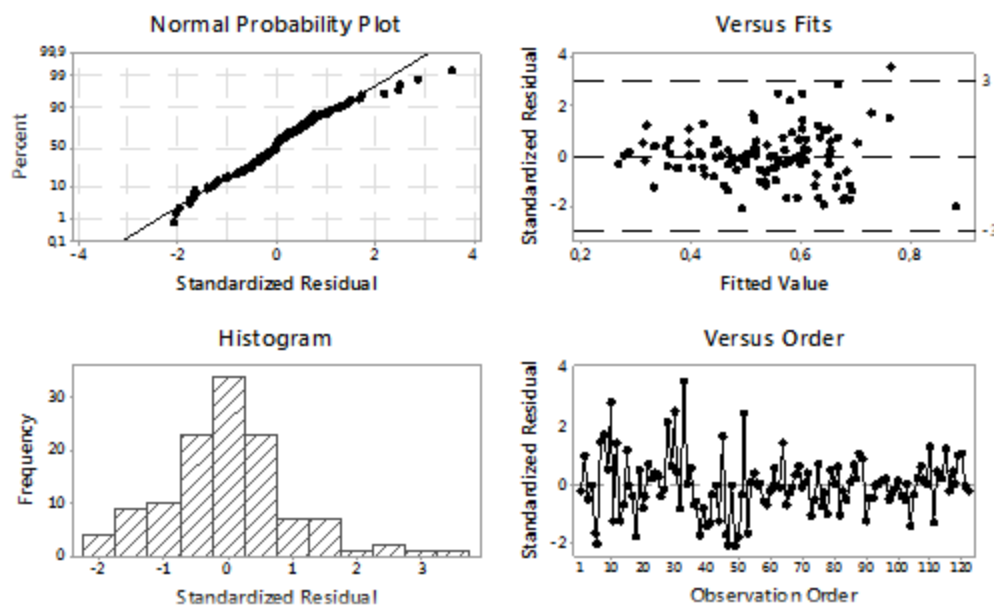 Normal Probability Plot
99,9
99
90
50
10
1
0,1
Percent
-4 -2 0 2 4
Standardized Residual
Versus Fits
4
2
0
-2
3
-3
Standardized Residual
0,2 0,4 0,6 0,8
Fitted Value
Histogram
30
20
10
0
Frequency
-2 -1 0 1 2 3
Standardized Residual
Versus Order
4
2
0
-2
Standardized Residual
1 10 20 30 40 50 60 70 80 90 100 110 120
Observation Order